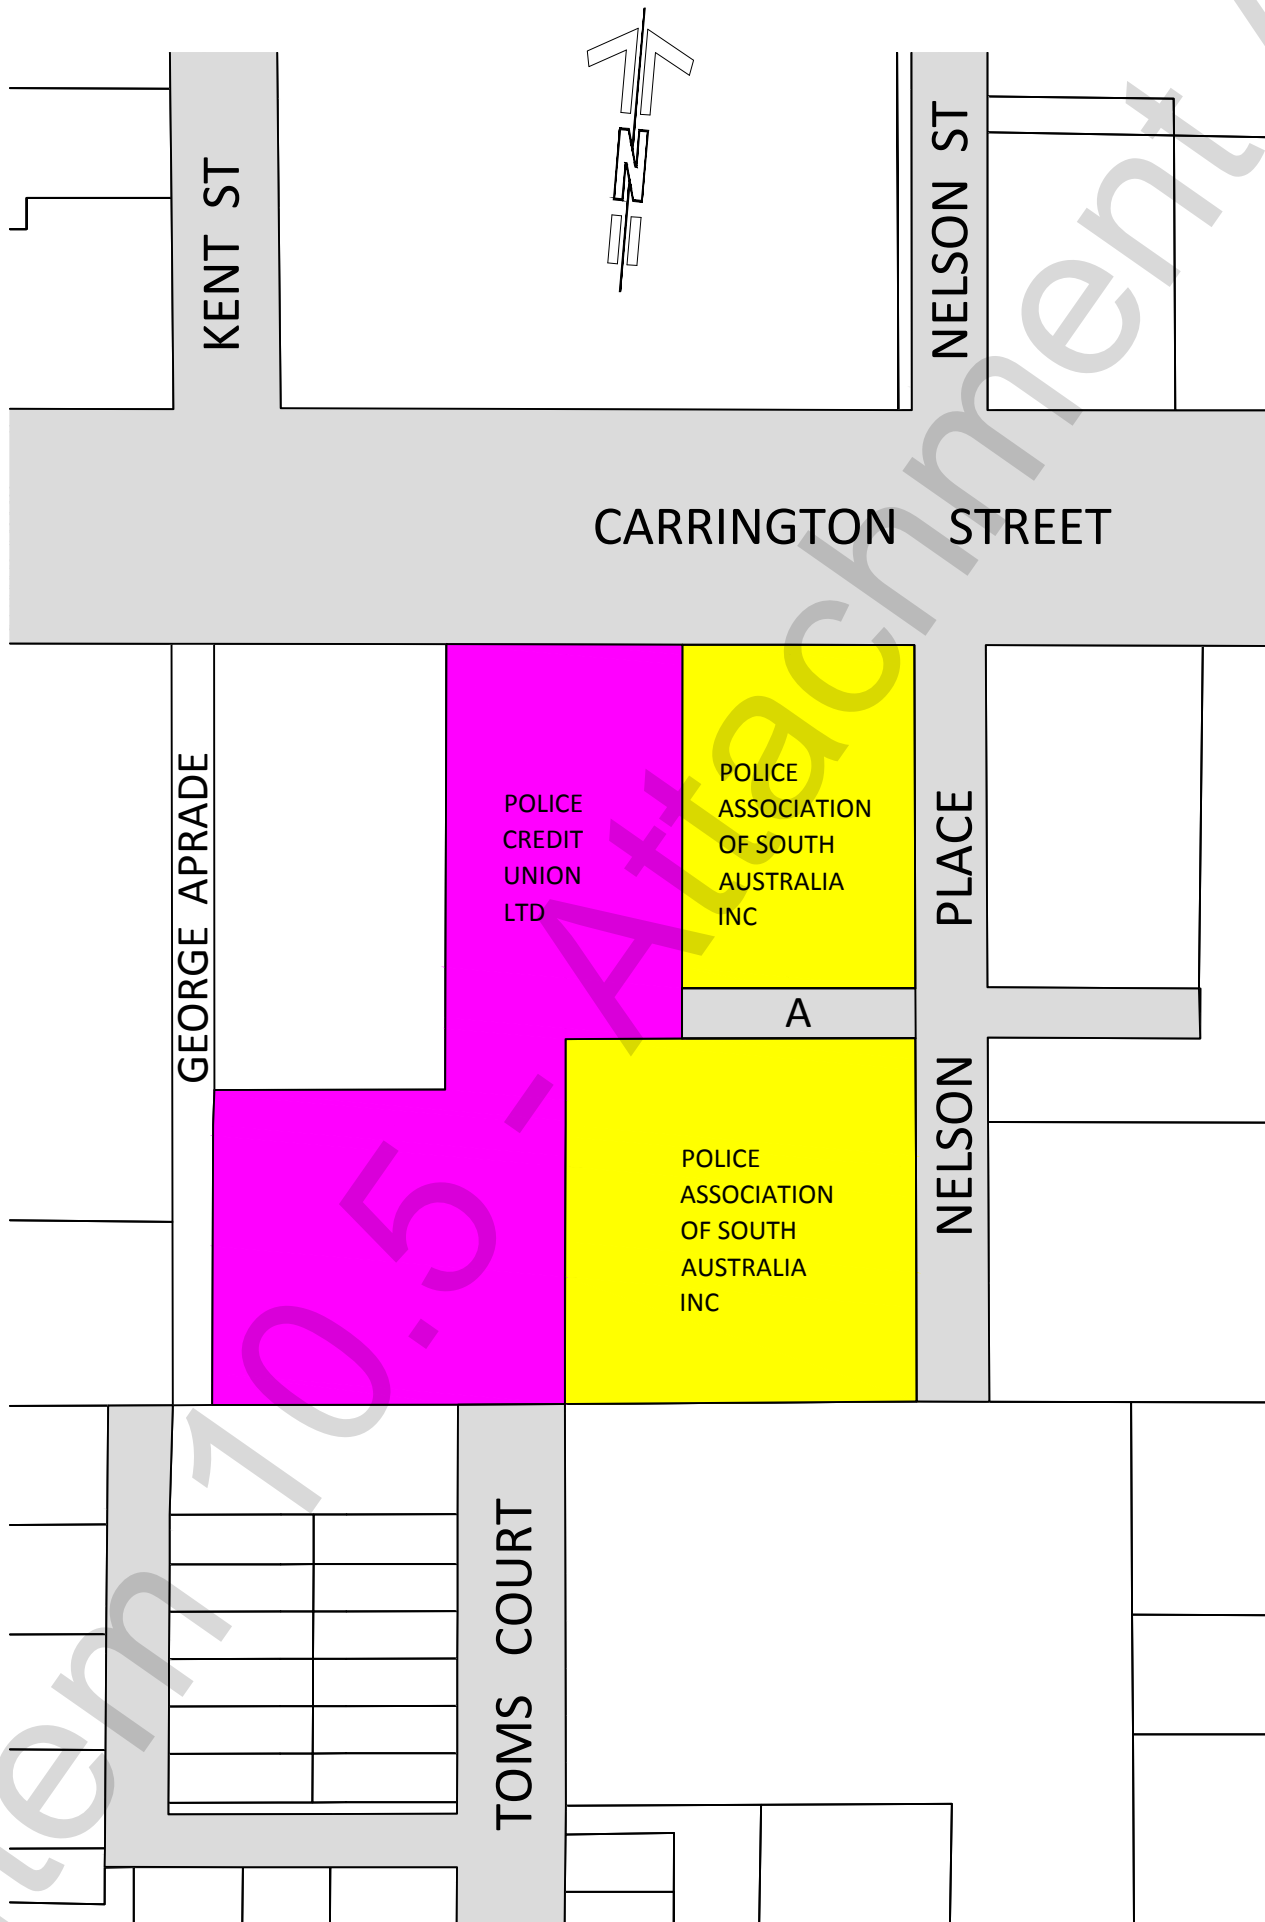 N
KENT ST
NELSON ST
CARRINGTON STREET
GEORGE APRADE
POLICE
CREDIT
UNION
LTD
POLICE
ASSOCIATION
OF SOUTH
AUSTRALIA
INC
A
NELSON PLACE
POLICE
ASSOCIATION
OF SOUTH
AUSTRALIA
INC
TOMS COURT
Item 10.5 - Attachment A